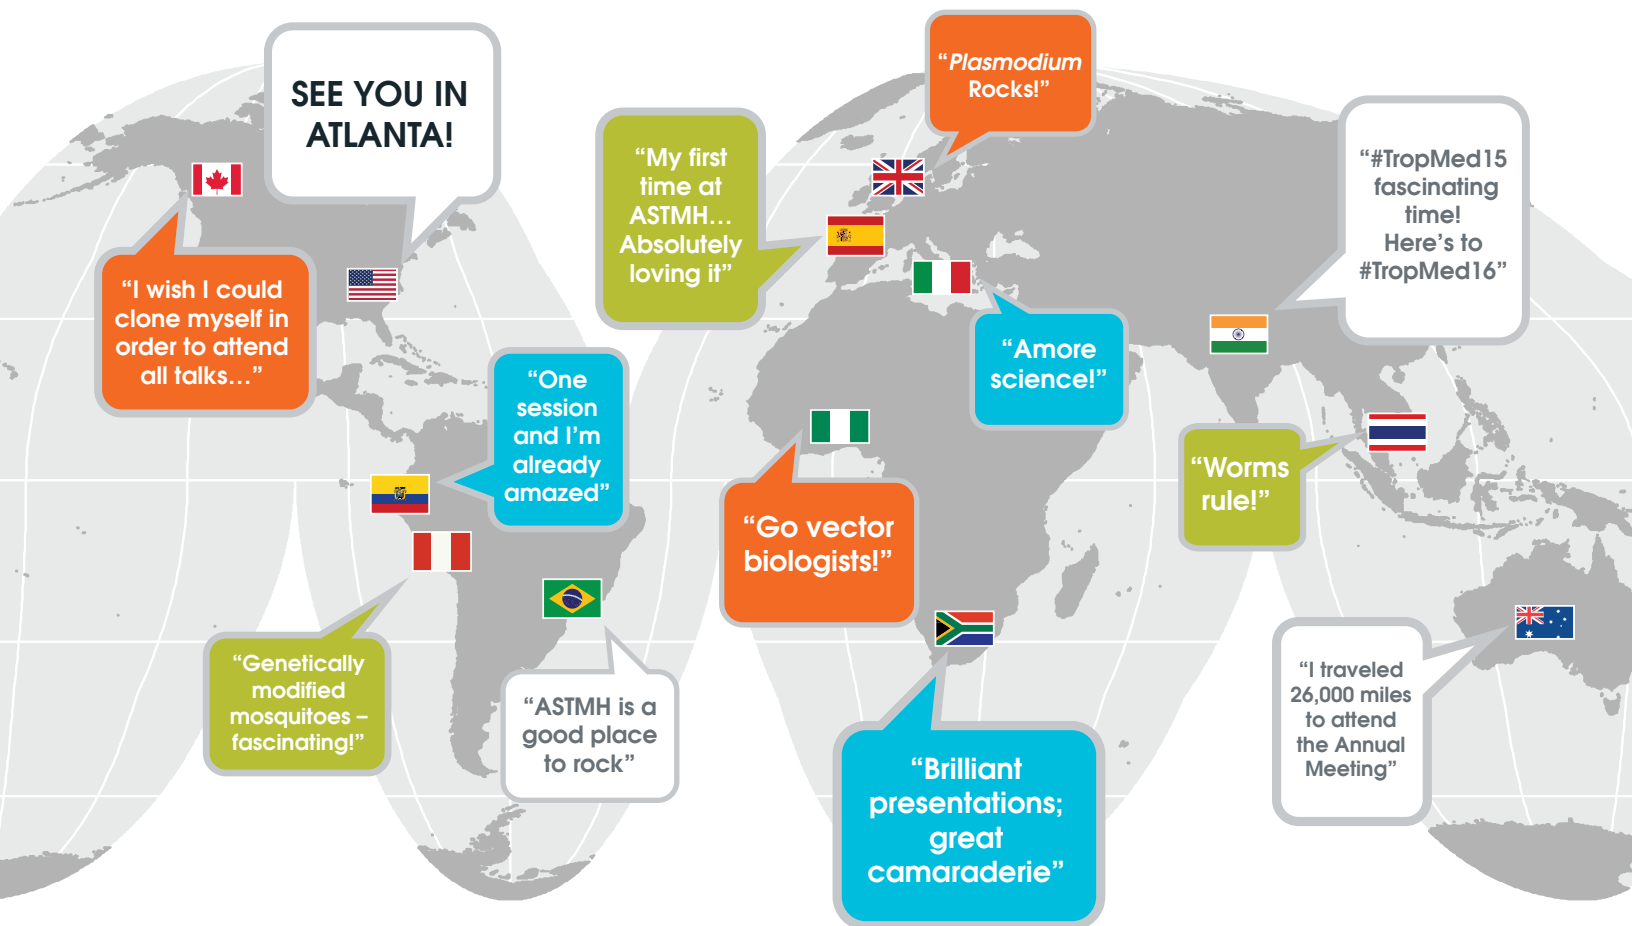 SEE YOU IN
ATLANTA!
“Plasmodium
Rocks!”
“My first
time at
ASTMH...
Absolutely
loving it”
“#TropMed15
fascinating
time!
Here’s to
#TropMed16”
“I wish I could
clone myself in
order to attend
all talks...”
“One
session
and I’m
already
amazed”
“Amore
science!”
“Worms
rule!”
“Go vector
biologists!”
“Genetically
modified
mosquitoes –
fascinating!”
“ASTMH is a
good place
to rock”
“Brilliant
presentations;
great
camaraderie”
“I traveled
26,000 miles
to attend
the Annual
Meeting”